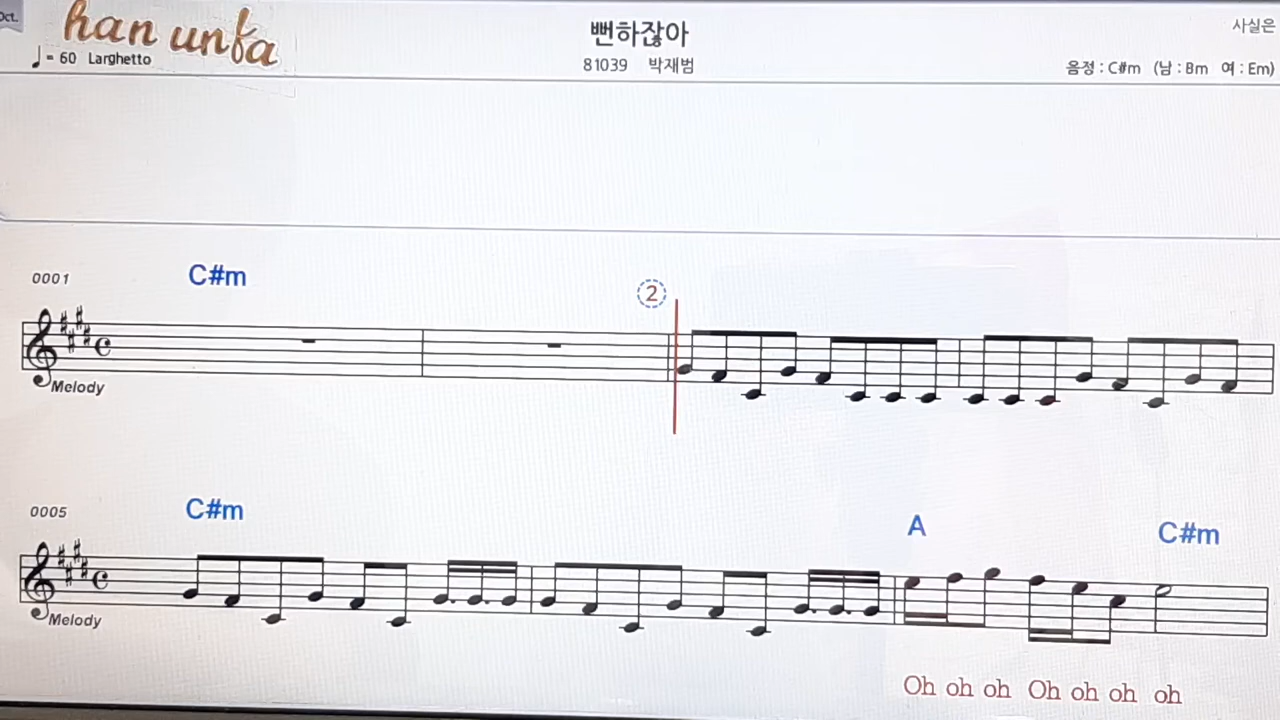 Oct.
han unfa
♩= 60 Larghetto
뻔하잖아
81039 박재범
사실은
음정 : C#m (남 : Bm 여 : Em)
0001
C#m
②
Melody
0005
C#m
A
C#m
Melody
Oh oh oh Oh oh oh oh